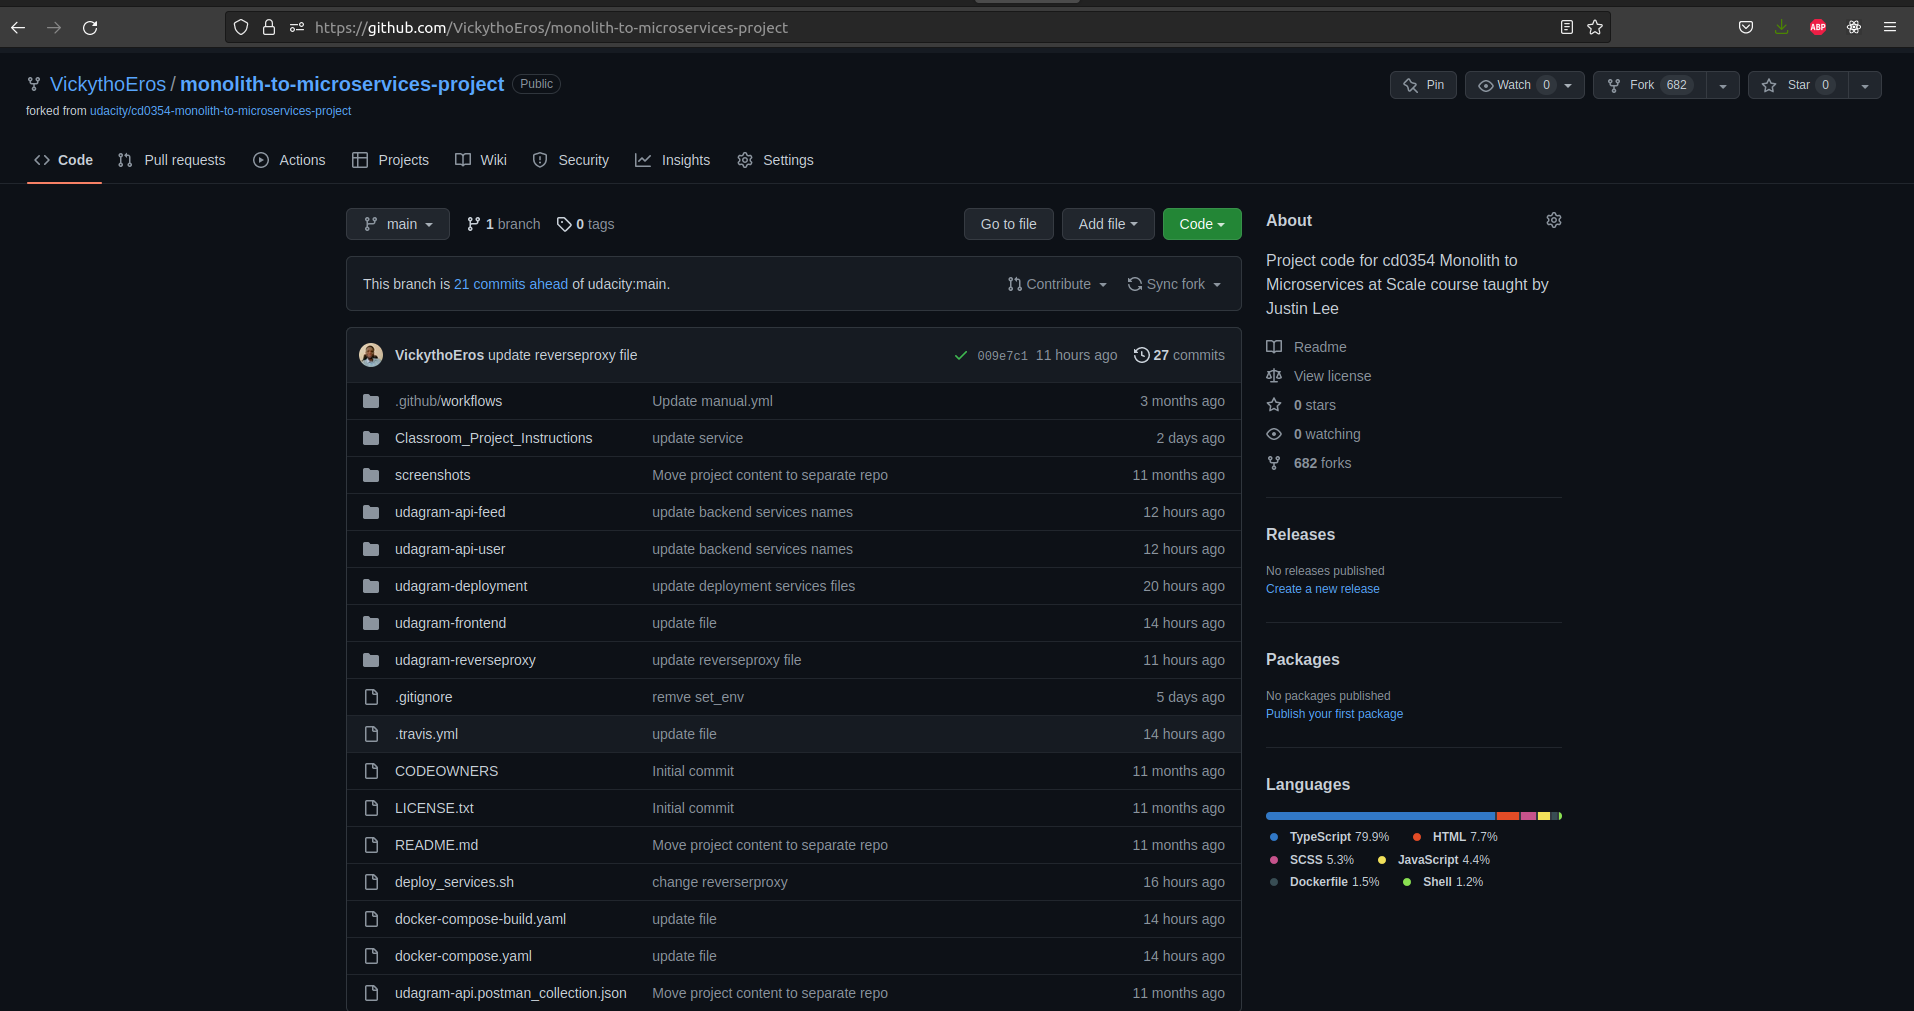 https://github.com/VickythoEros/monolith-to-microservices-project
ABP
VickythoEros / monolith-to-microservices-project Public
Pin
Watch 0
Fork 682
Star 0
forked from udacity/cd0354-monolith-to-microservices-project
Code
Pull requests
Actions
Projects
Wiki
Security
Insights
Settings
main
1 branch
0 tags
Go to file
Add file
Code
This branch is 21 commits ahead of udacity:main.
Contribute
Sync fork
VickythoEros update reverseproxy file 009e7c1 11 hours ago 27 commits
.github/workflows Update manual.yml 3 months ago
Classroom_Project_Instructions update service 2 days ago
screenshots Move project content to separate repo 11 months ago
udagram-api-feed update backend services names 12 hours ago
udagram-api-user update backend services names 12 hours ago
udagram-deployment update deployment services files 20 hours ago
udagram-frontend update file 14 hours ago
udagram-reverseproxy update reverseproxy file 11 hours ago
.gitignore remve set_env 5 days ago
.travis.yml update file 14 hours ago
CODEOWNERS Initial commit 11 months ago
LICENSE.txt Initial commit 11 months ago
README.md Move project content to separate repo 11 months ago
deploy_services.sh change reverserproxy 16 hours ago
docker-compose-build.yaml update file 14 hours ago
docker-compose.yaml update file 14 hours ago
udagram-api.postman_collection.json Move project content to separate repo 11 months ago
About
Project code for cd0354 Monolith to
Microservices at Scale course taught by
Justin Lee
Readme
View license
0 stars
0 watching
682 forks
Releases
No releases published
Create a new release
Packages
No packages published
Publish your first package
Languages
TypeScript 79.9% HTML 7.7%
SCSS 5.3% JavaScript 4.4%
Dockerfile 1.5% Shell 1.2%